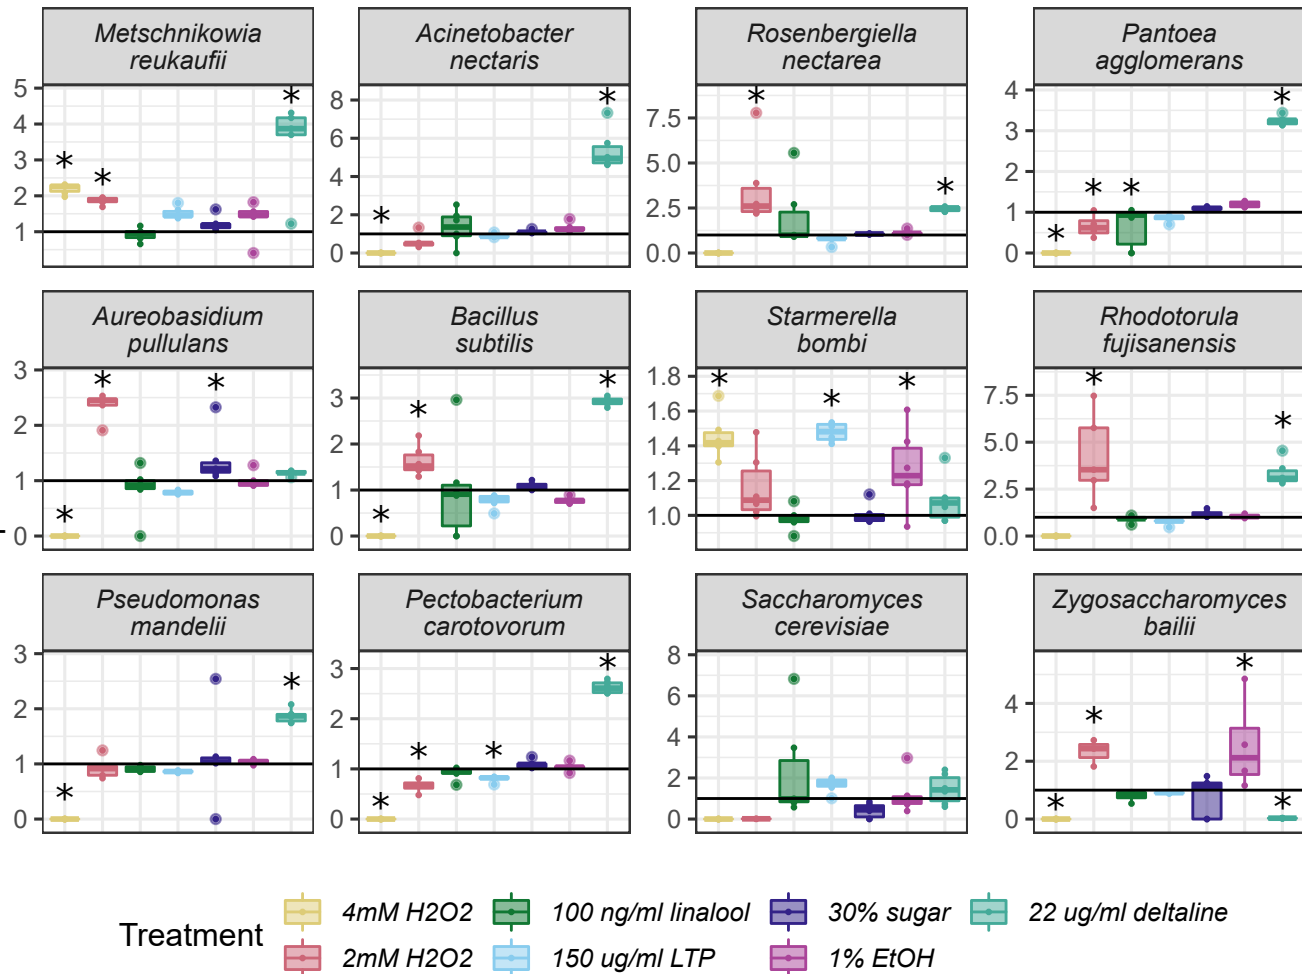 Metschnikowia
reukaufii
Acinetobacter
nectaris
Rosenbergiella
nectarea
Pantoea
agglomerans
5
4
3
2
1
*
*
*
8
6
4
2
0
*
*
7.5
5.0
2.5
0.0
*
*
4
3
2
1
0
*
*
*
*
Aureobasidium
pullulans
Bacillus
subtilis
Starmerella
bombi
Rhodotorula
fujisanensis
3
2
1
0
*
*
*
3
2
1
0
*
*
*
1.8
1.6
1.4
1.2
1.0
*
*
*
7.5
5.0
2.5
0.0
*
*
Pseudomonas
mandelii
Pectobacterium
carotovorum
Saccharomyces
cerevisiae
Zygosaccharomyces
bailii
3
2
1
0
*
*
3
2
1
0
*
*
*
*
8
6
4
2
0
4
2
0
*
*
*
*
Treatment
4mM H2O2
100 ng/ml linalool
30% sugar
22 ug/ml deltaline
2mM H2O2
150 ug/ml LTP
1% EtOH